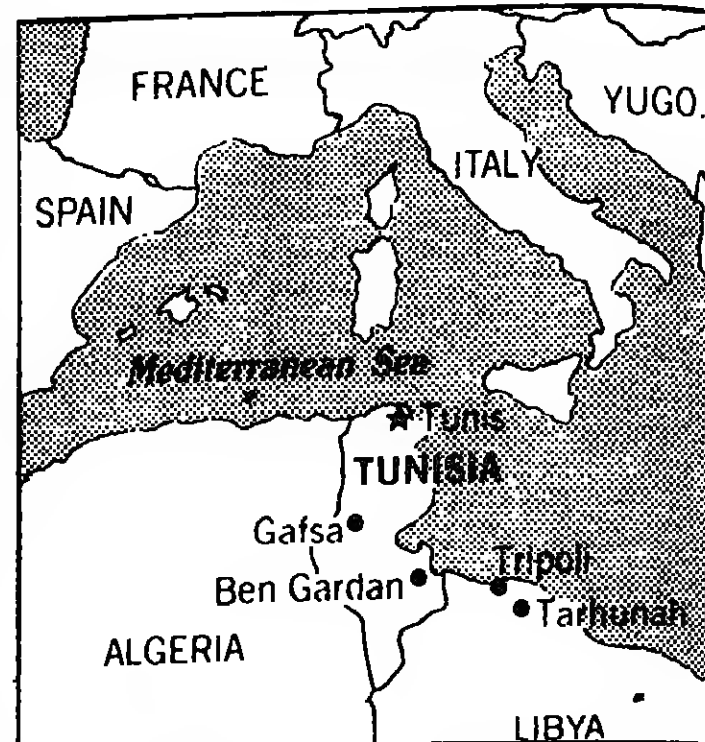 FRANCE
YUGO.
ITALY
SPAIN
Mediterranean Sea
Tunis
TUNISIA
Gafsa
Tripoli
Ben Gardan
Tarhunah
ALGERIA
LIBYA